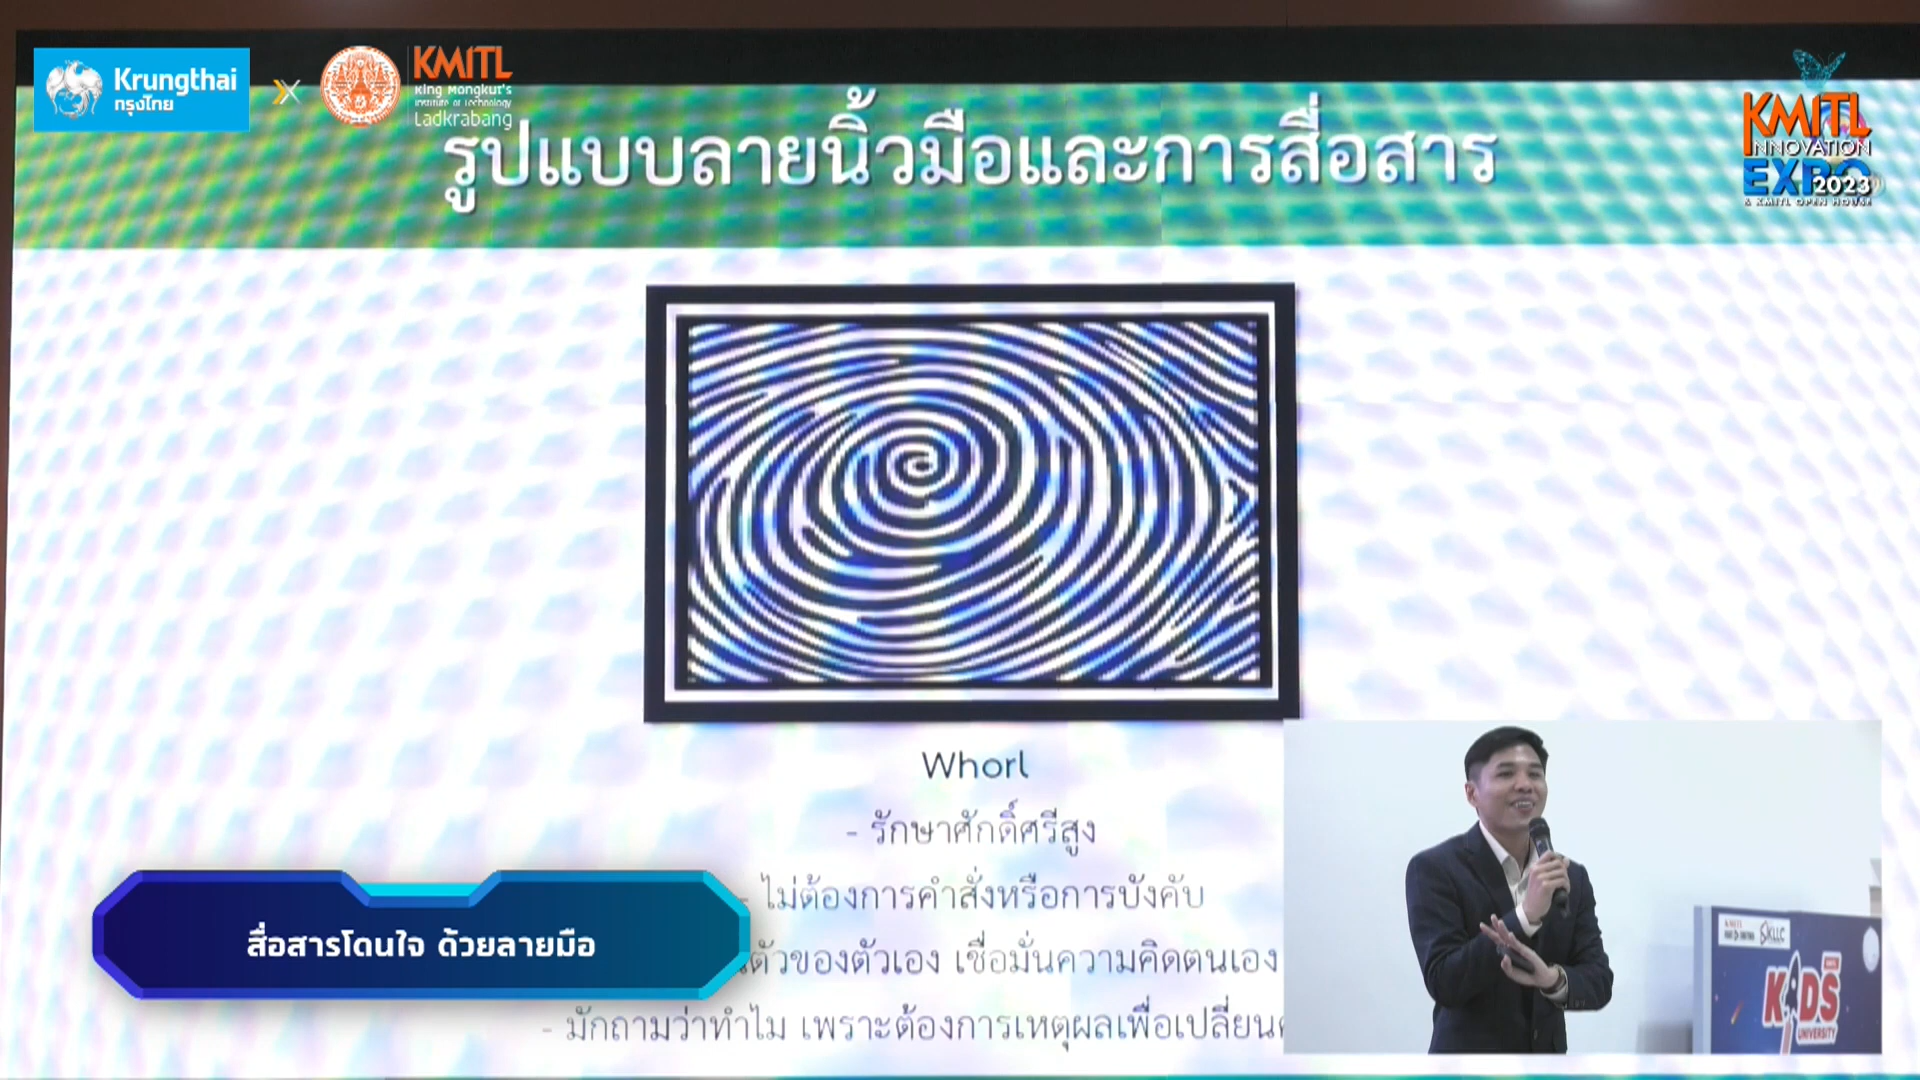 Krungthai
กรุงไทย
KMITL
King Mongkut's
Institute of Technology
Ladkrabang
KMITL
INNOVATION
EXPO
2023
& KMITL OPEN HOUSE
รูปแบบลายนิ้วมือและการสื่อสาร
Whorl
- รักษาศักดิ์ศรีสูง
- ไม่ต้องการคำสั่งหรือการบังคับ
ตัวของตัวเอง เชื่อมั่นความคิดตนเอง
- มักถามว่าทำไม เพราะต้องการเหตุผลเพื่อเปลี่ยน
สื่อสารโดนใจ ด้วยลายมือ
KMITL
KLLC
KIDS
UNIVERSITY